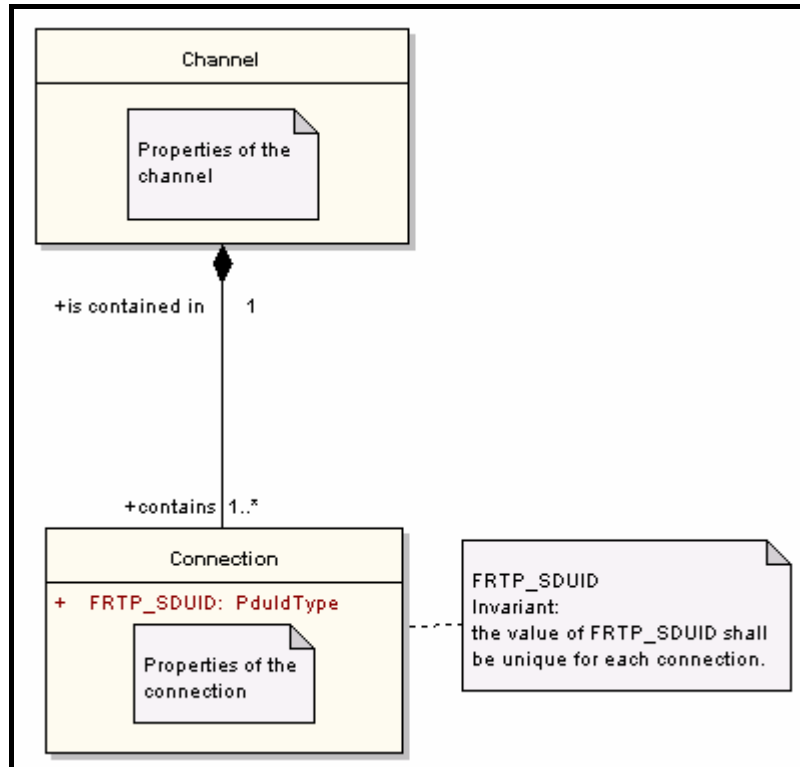 Channel
Properties of the
channel
+is contained in 1
+contains 1..*
Connection
+ FRTP_SDUID: PduIdType
Properties of the
connection
FRTP_SDUID
Invariant:
the value of FRTP_SDUID shall
be unique for each connection.